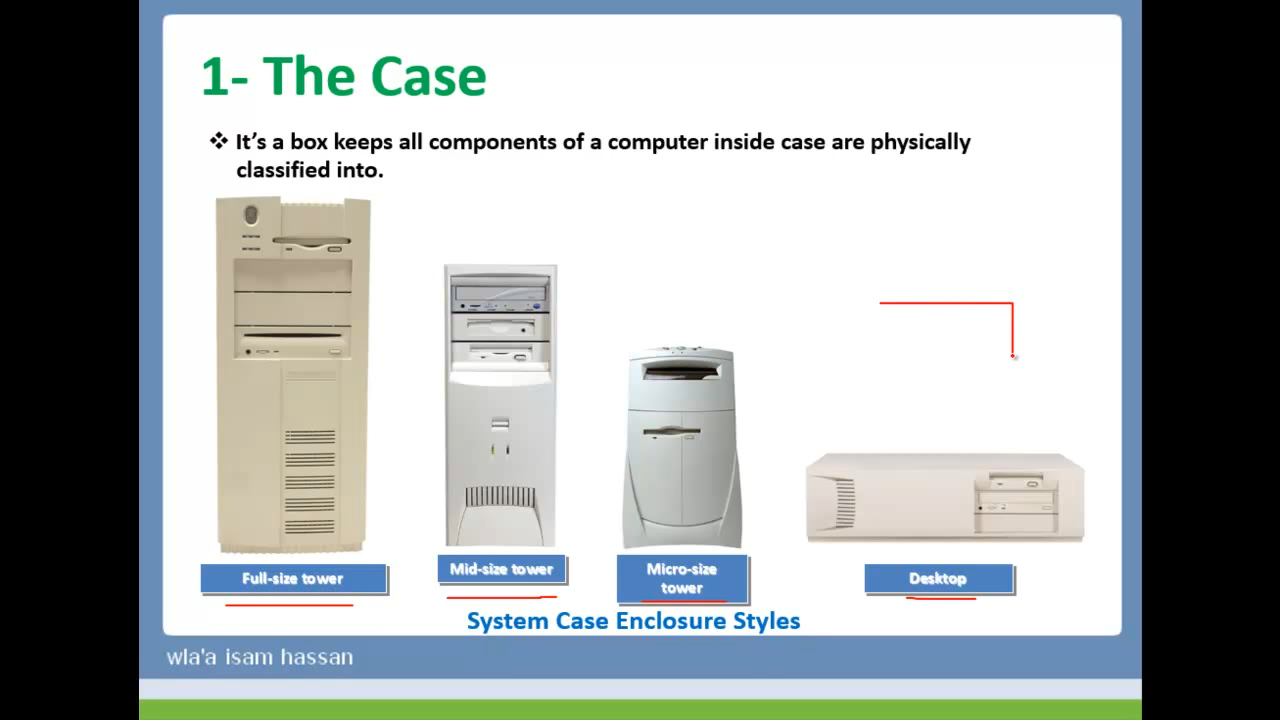 1- The Case
❖ It's a box keeps all components of a computer inside case are physically
classified into.
Full-size tower
Mid-size tower
Micro-size
tower
Desktop
System Case Enclosure Styles
wla'a isam hassan